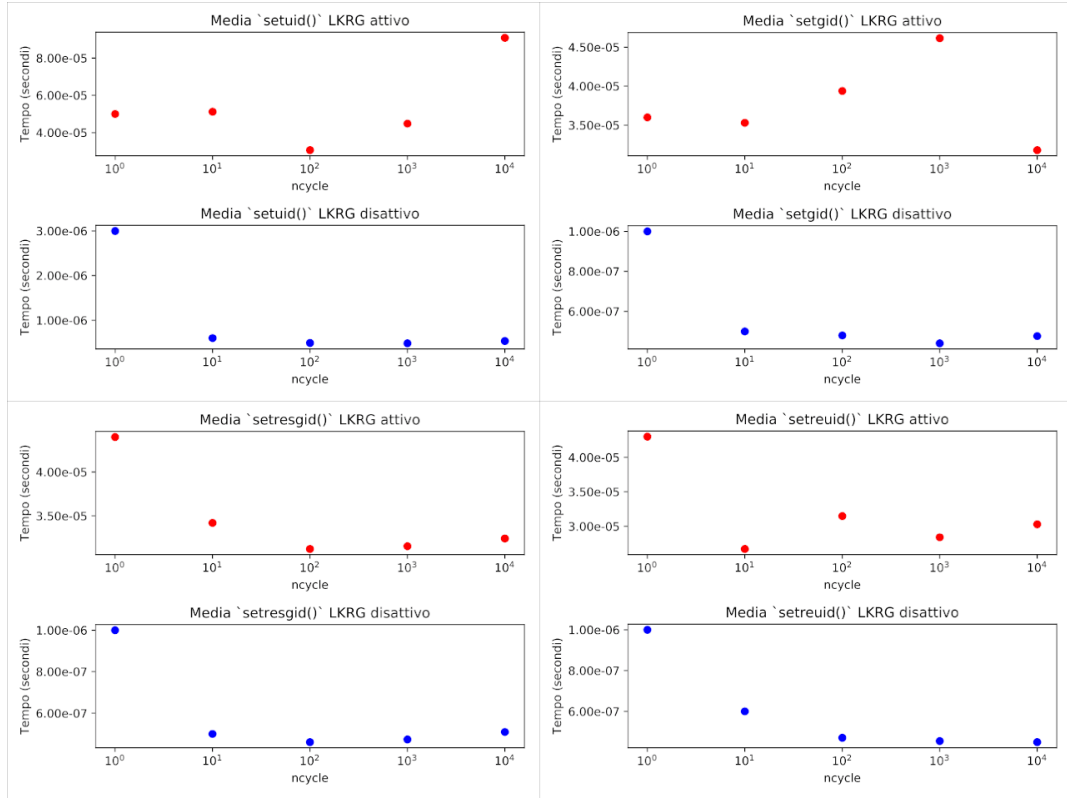 Media `setuid()` LKRG attivo
Tempo (secondi)
8.00e-05
6.00e-05
4.00e-05
10^0 10^1 10^2 10^3 10^4
ncycle
Media `setuid()` LKRG disattivo
Tempo (secondi)
3.00e-06
2.00e-06
1.00e-06
10^0 10^1 10^2 10^3 10^4
ncycle
Media `setgid()` LKRG attivo
Tempo (secondi)
4.50e-05
4.00e-05
3.50e-05
10^0 10^1 10^2 10^3 10^4
ncycle
Media `setgid()` LKRG disattivo
Tempo (secondi)
1.00e-06
8.00e-07
6.00e-07
10^0 10^1 10^2 10^3 10^4
ncycle
Media `setresgid()` LKRG attivo
Tempo (secondi)
4.00e-05
3.50e-05
10^0 10^1 10^2 10^3 10^4
ncycle
Media `setresgid()` LKRG disattivo
Tempo (secondi)
1.00e-06
8.00e-07
6.00e-07
10^0 10^1 10^2 10^3 10^4
ncycle
Media `setreuid()` LKRG attivo
Tempo (secondi)
4.00e-05
3.50e-05
3.00e-05
10^0 10^1 10^2 10^3 10^4
ncycle
Media `setreuid()` LKRG disattivo
Tempo (secondi)
1.00e-06
8.00e-07
6.00e-07
10^0 10^1 10^2 10^3 10^4
ncycle